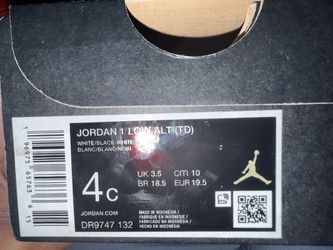 JORDAN 1 LOW ALT (TD)
WHITE/BLACK-WHITE
BLANC/BLANC/NOIR
4C
UK 3.5
CM 10
BR 18.5
EUR 19.5
JORDAN.COM
DR9747 132
MADE IN INDONESIA /
FABRIQUÉ EN INDONÉSIE /
HECHO EN INDONESIA /